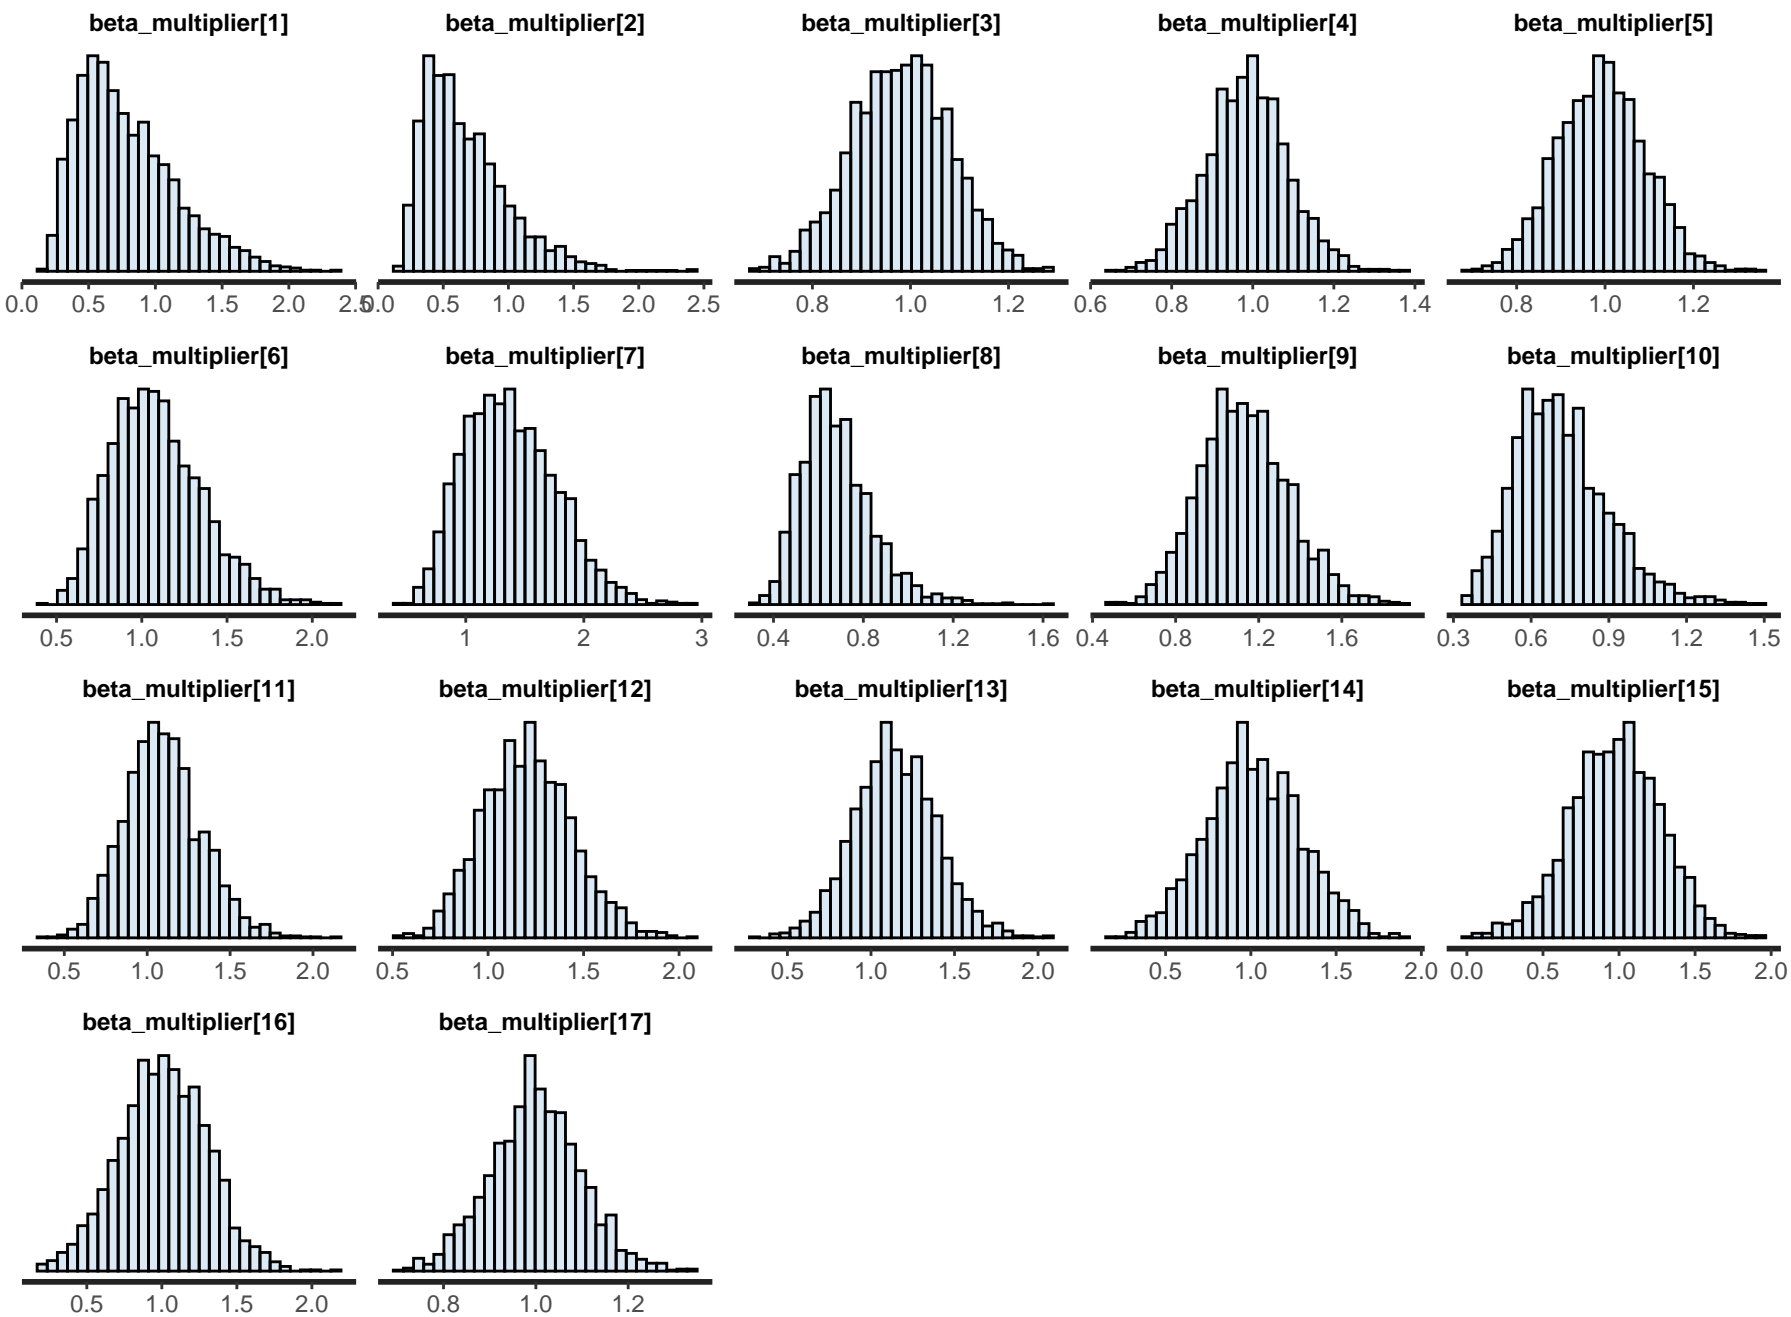 beta_multiplier[1] beta_multiplier[2] beta_multiplier[3] beta_multiplier[4] beta_multiplier[5]
0.0 0.5 1.0 1.5 2.0 2.5 0.0 0.5 1.0 1.5 2.0 2.5 0.8 1.0 1.2 0.6 0.8 1.0 1.2 1.4 0.8 1.0 1.2
beta_multiplier[6] beta_multiplier[7] beta_multiplier[8] beta_multiplier[9] beta_multiplier[10]
0.5 1.0 1.5 2.0 1 2 3 0.4 0.8 1.2 1.6 0.4 0.8 1.2 1.6 0.3 0.6 0.9 1.2 1.5
beta_multiplier[11] beta_multiplier[12] beta_multiplier[13] beta_multiplier[14] beta_multiplier[15]
0.5 1.0 1.5 2.0 0.5 1.0 1.5 2.0 0.5 1.0 1.5 2.0 0.5 1.0 1.5 2.0 0.0 0.5 1.0 1.5 2.0
beta_multiplier[16] beta_multiplier[17]
0.5 1.0 1.5 2.0 0.8 1.0 1.2